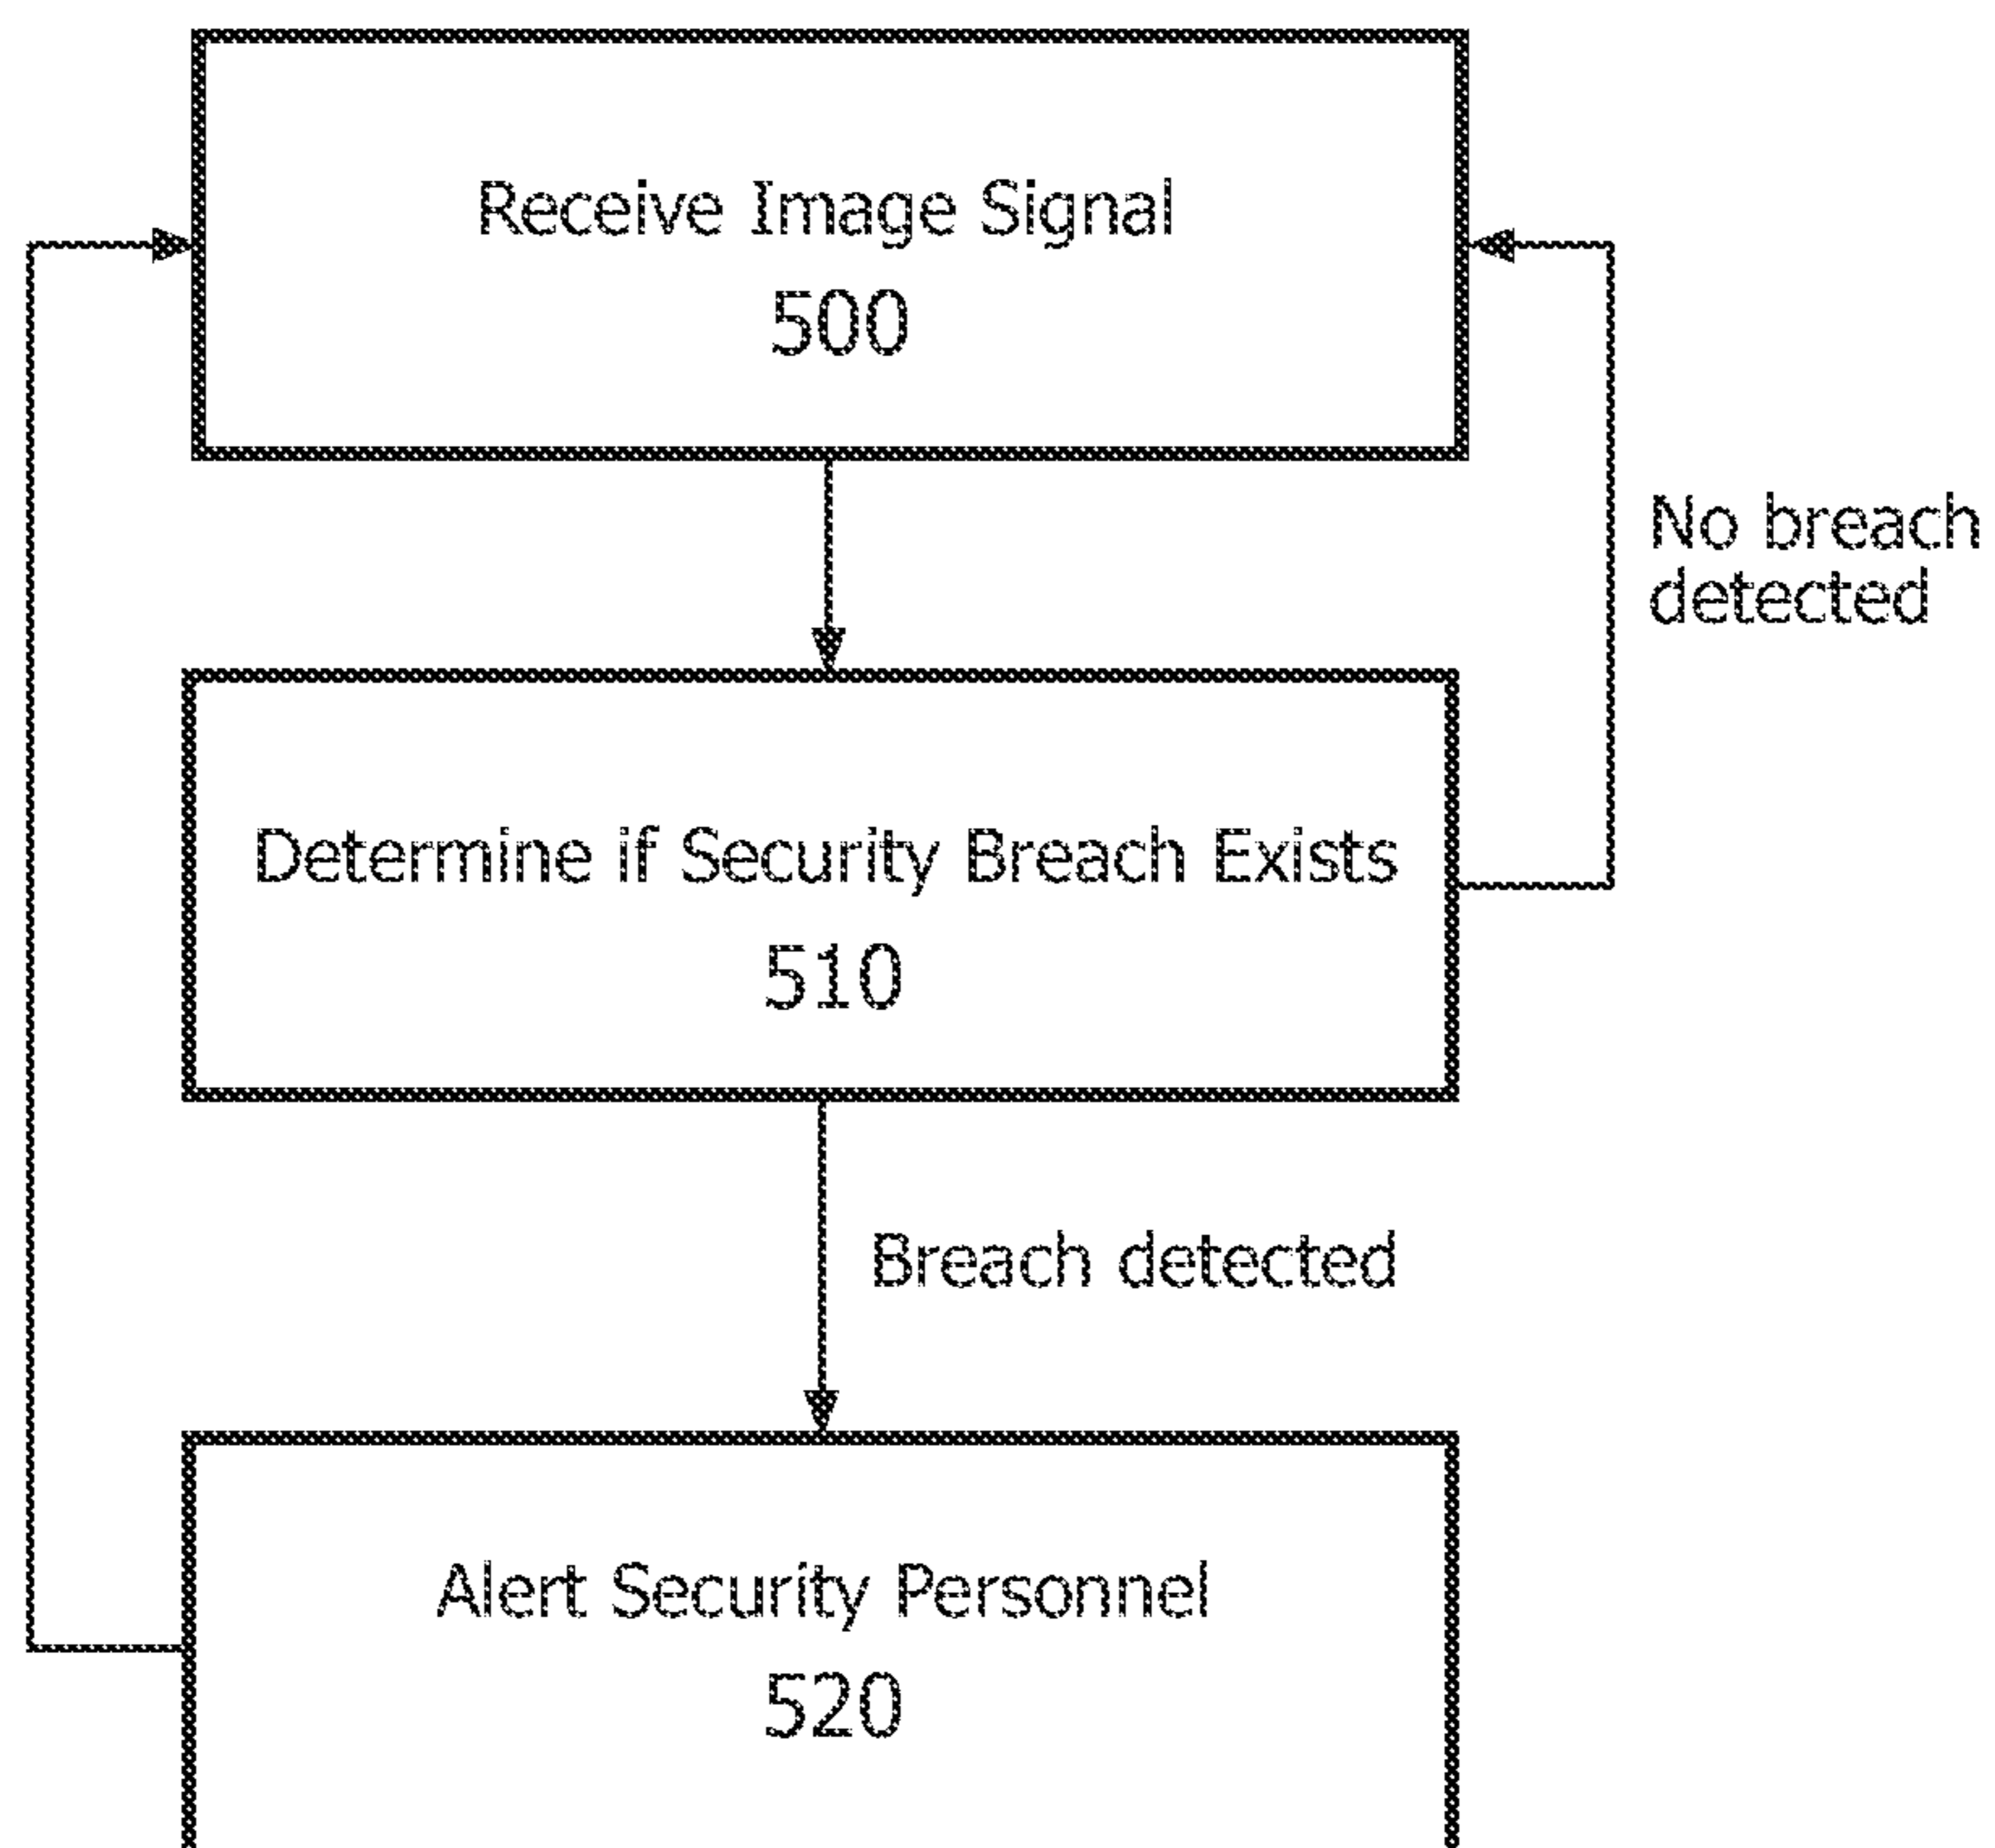 Receive Image Signal
500
No breach
detected
Determine if Security Breach Exists
510
Breach detected
Alert Security Personnel
520